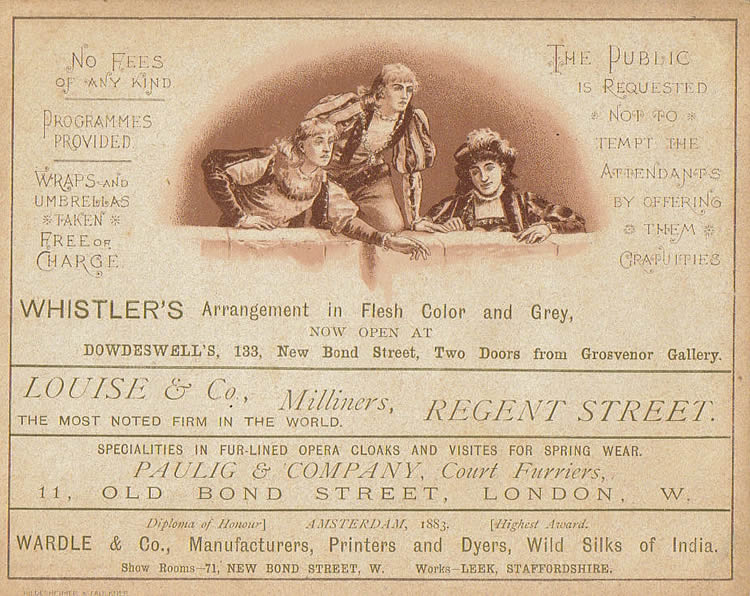 No Fees
of any kind
Programmes
provided
Wraps and
umbrellas
taken
Free of
Charge
The Public
is Requested
not to
tempt the
Attendants
by offering
them
Gratuities
WHISTLER'S Arrangement in Flesh Color and Grey,
NOW OPEN AT
DOWDESWELL'S, 133, New Bond Street, Two Doors from Grosvenor Gallery.
LOUISE & Co., Milliners, REGENT STREET.
THE MOST NOTED FIRM IN THE WORLD.
SPECIALITIES IN FUR-LINED OPERA CLOAKS AND VISITES FOR SPRING WEAR.
PAULIG & COMPANY, Court Furriers,
11, OLD BOND STREET, LONDON, W.
Diploma of Honour] AMSTERDAM, 1883. [Highest Award.
WARDLE & Co., Manufacturers, Printers and Dyers, Wild Silks of India.
Show Rooms—71, NEW BOND STREET, W. Works—LEEK, STAFFORDSHIRE.